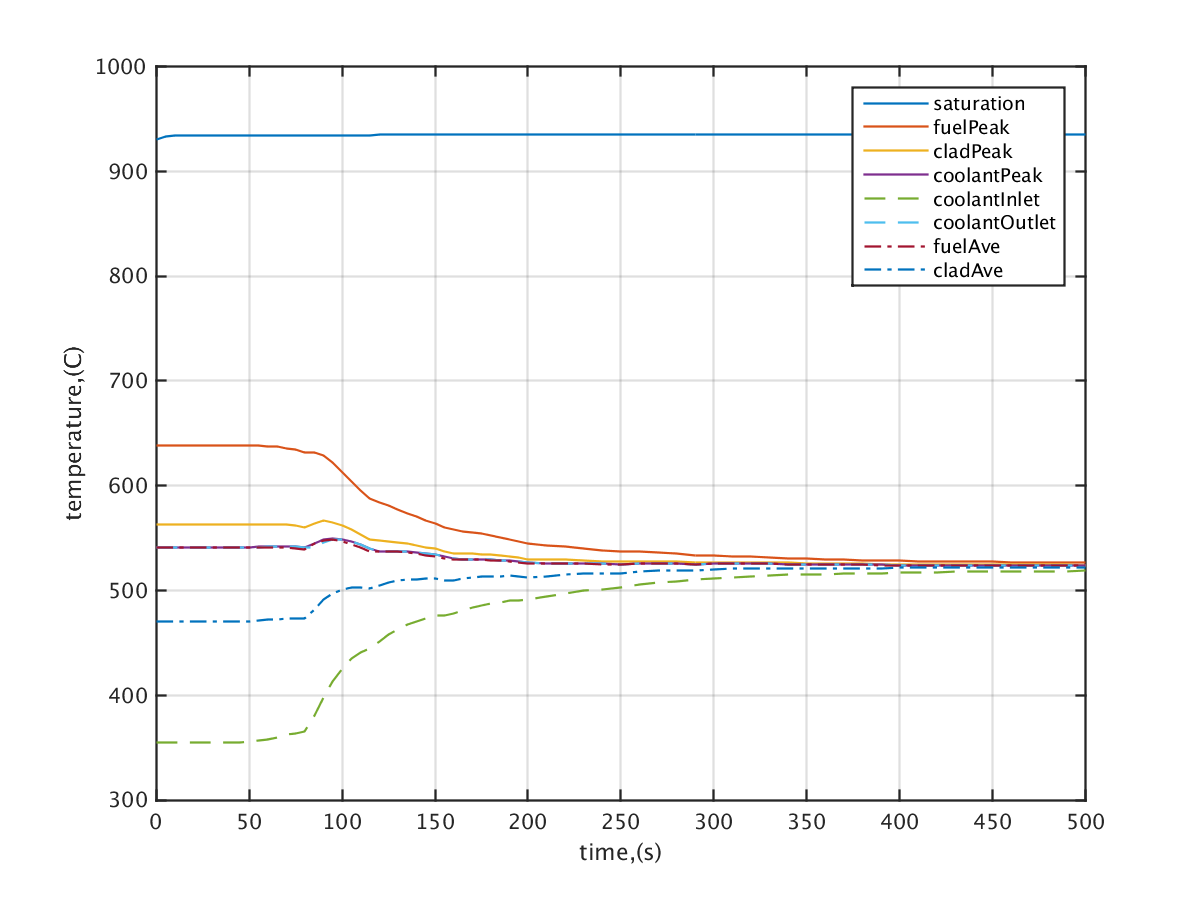 1000
900
800
700
600
500
400
300
temperature,(C)
saturation
fuelPeak
cladPeak
coolantPeak
coolantInlet
coolantOutlet
fuelAve
cladAve
0 50 100 150 200 250 300 350 400 450 500
time,(s)